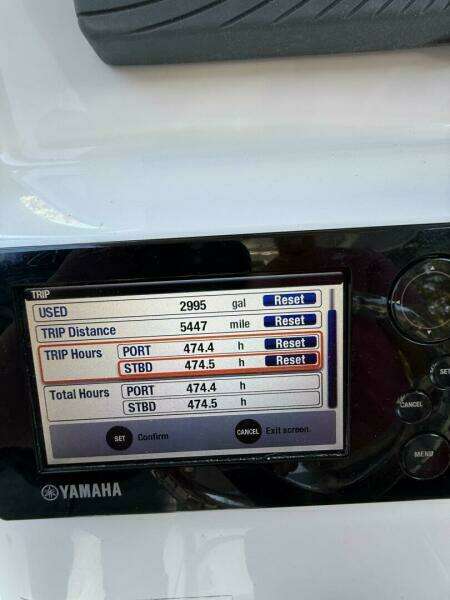 TRIP
USED 2995 gal Reset
TRIP Distance 5447 mile Reset
TRIP Hours PORT 474.4 h Reset
STBD 474.5 h Reset
Total Hours PORT 474.4 h
STBD 474.5 h
SET Confirm CANCEL Exit screen.
SET
CANCEL
MENU
YAMAHA